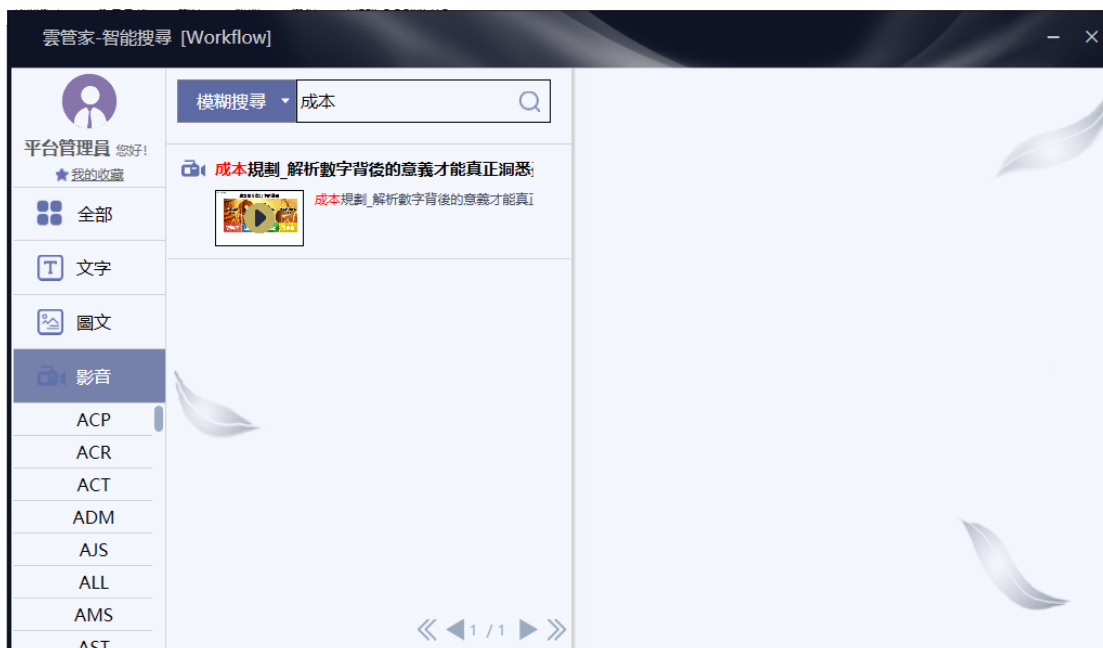 雲管家-智能搜尋 [Workflow]
平台管理員 您好!
我的收藏
全部
文字
圖文
影音
ACP
ACR
ACT
ADM
AJS
ALL
AMS
AST
模糊搜尋 成本
成本規劃_解析數字背後的意義才能真正洞悉
成本規劃_解析數字背後的意義才能真正
1 / 1